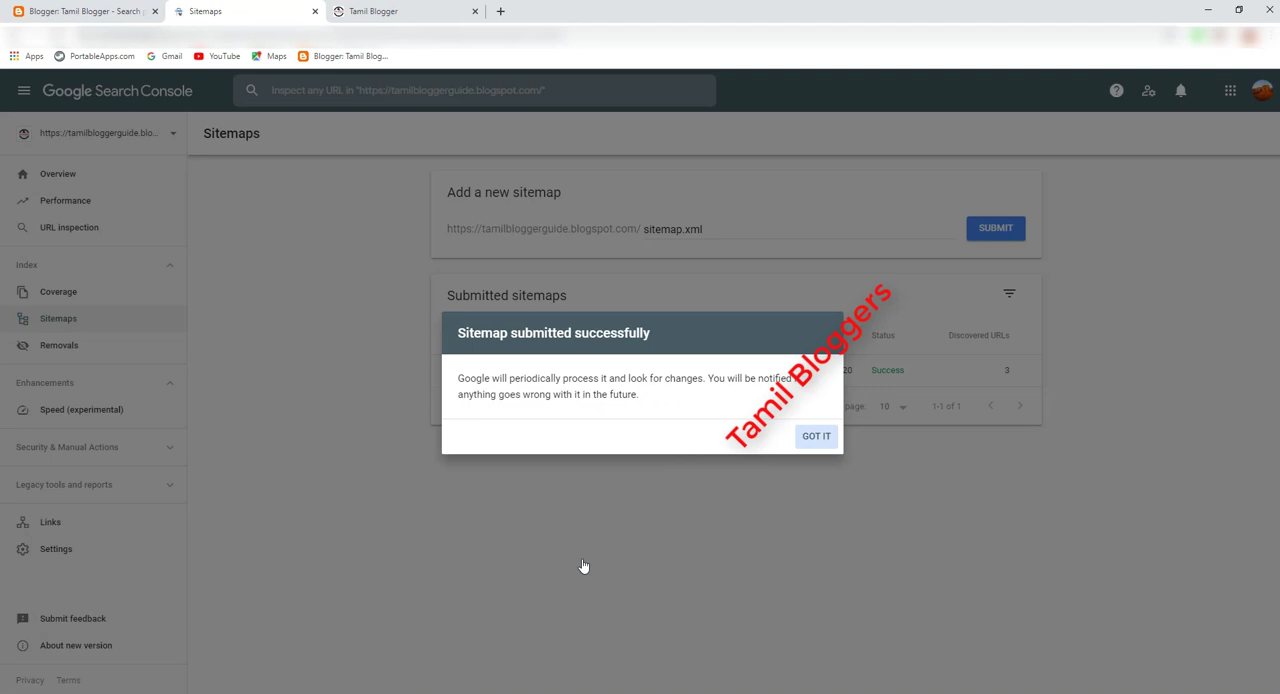 Blogger: Tamil Blogger - Search p
Sitemaps
Tamil Blogger
Apps
PortableApps.com
Gmail
YouTube
Maps
Blogger: Tamil Blog...
Google Search Console
Inspect any URL in "https://tamilbloggerguide.blogspot.com/"
https://tamilbloggerguide.blo...
Sitemaps
Overview
Performance
URL inspection
Index
Coverage
Sitemaps
Removals
Enhancements
Speed (experimental)
Security & Manual Actions
Legacy tools and reports
Links
Settings
Submit feedback
About new version
Privacy Terms
Add a new sitemap
https://tamilbloggerguide.blogspot.com/ sitemap.xml
SUBMIT
Submitted sitemaps
Status Discovered URLs
20 Success 3
page: 10 1-1 of 1
Sitemap submitted successfully
Google will periodically process it and look for changes. You will be notified
anything goes wrong with it in the future.
GOT IT
Tamil Bloggers